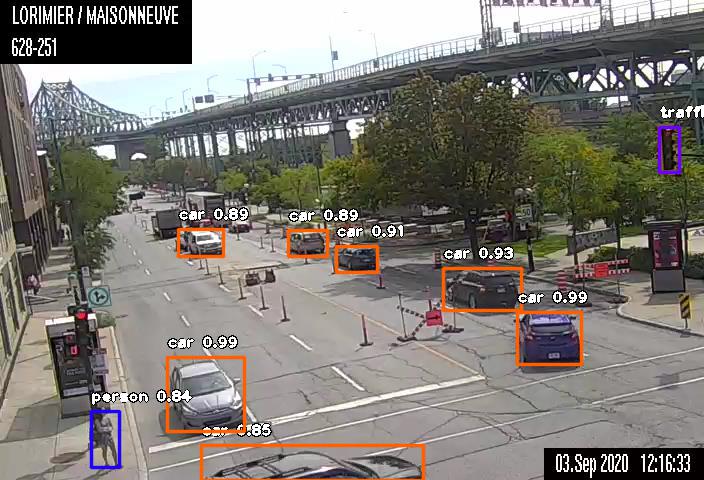 LORIMIER / MAISONNEUVE
628-251
traffi
car 0.89
car 0.89
car 0.91
car 0.93
car 0.99
car 0.99
person 0.84
car 0.85
03.Sep 2020 12:16:33